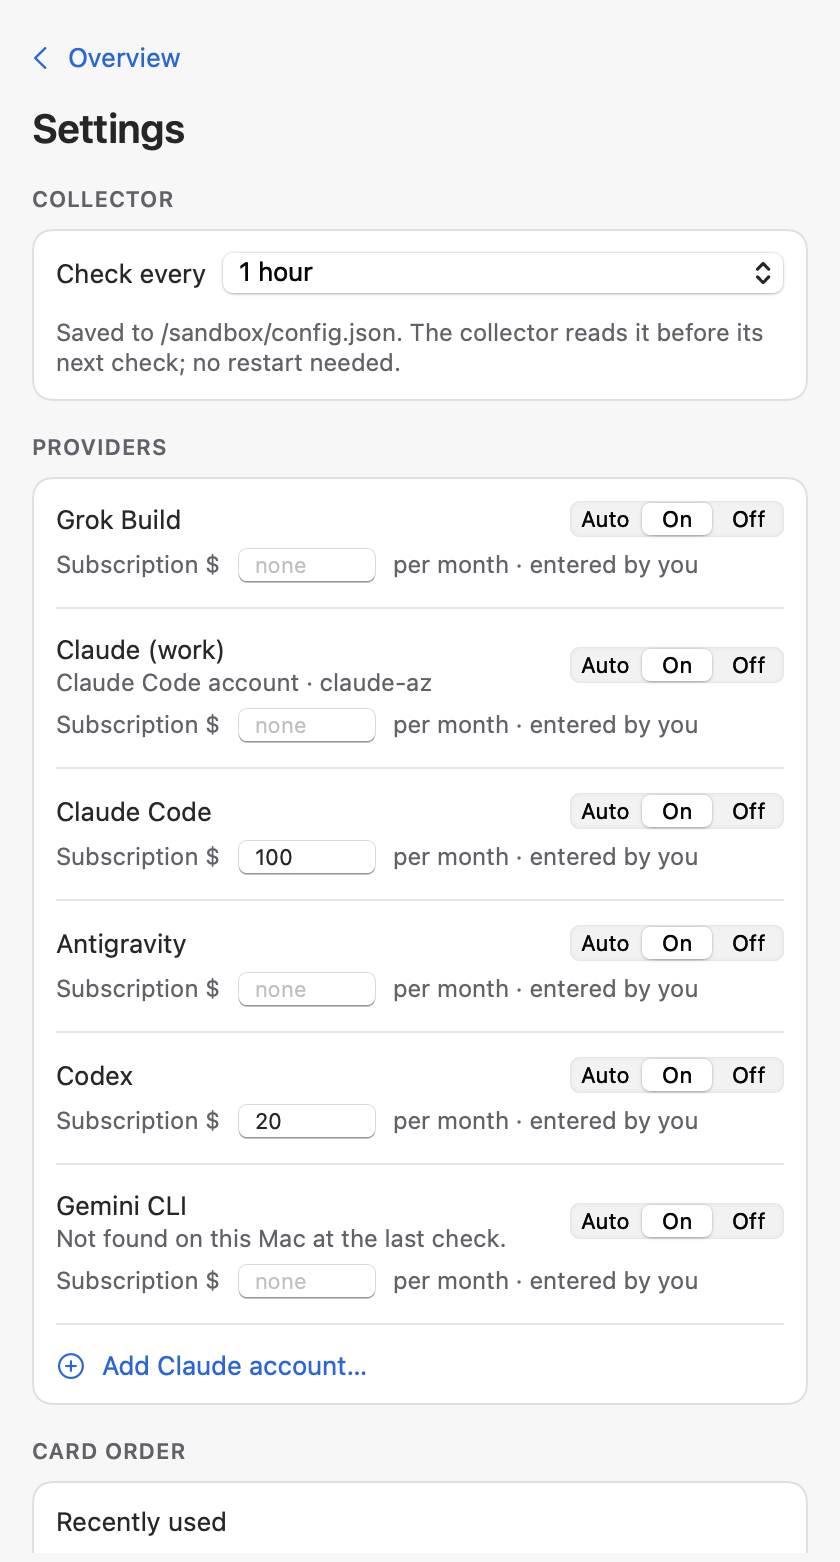 Overview
Settings
COLLECTOR
Check every 1 hour
Saved to /sandbox/config.json. The collector reads it before its
next check; no restart needed.
PROVIDERS
Grok Build Auto On Off
Subscription $ none per month · entered by you
Claude (work) Auto On Off
Claude Code account · claude-az
Subscription $ none per month · entered by you
Claude Code Auto On Off
Subscription $ 100 per month · entered by you
Antigravity Auto On Off
Subscription $ none per month · entered by you
Codex Auto On Off
Subscription $ 20 per month · entered by you
Gemini CLI Auto On Off
Not found on this Mac at the last check.
Subscription $ none per month · entered by you
Add Claude account...
CARD ORDER
Recently used